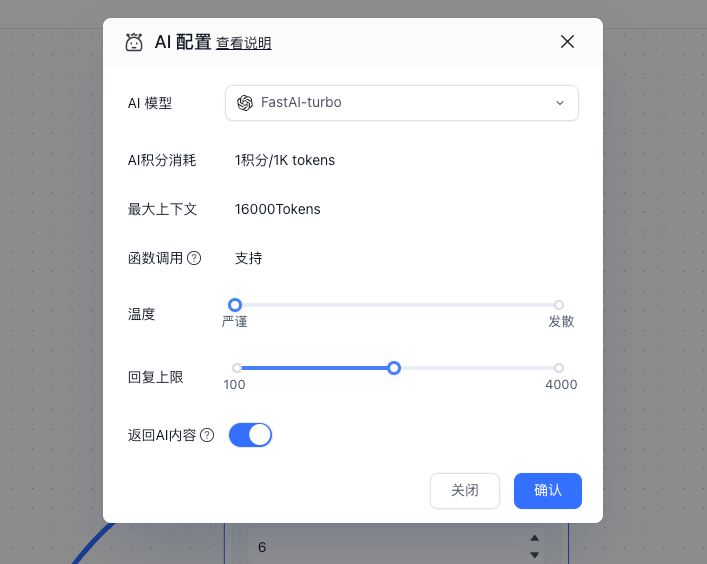 AI 配置 查看说明
AI 模型 FastAI-turbo
AI积分消耗 1积分/1K tokens
最大上下文 16000Tokens
函数调用 ? 支持
温度
严谨 发散
回复上限
100 4000
返回AI内容 ?
关闭 确认
6